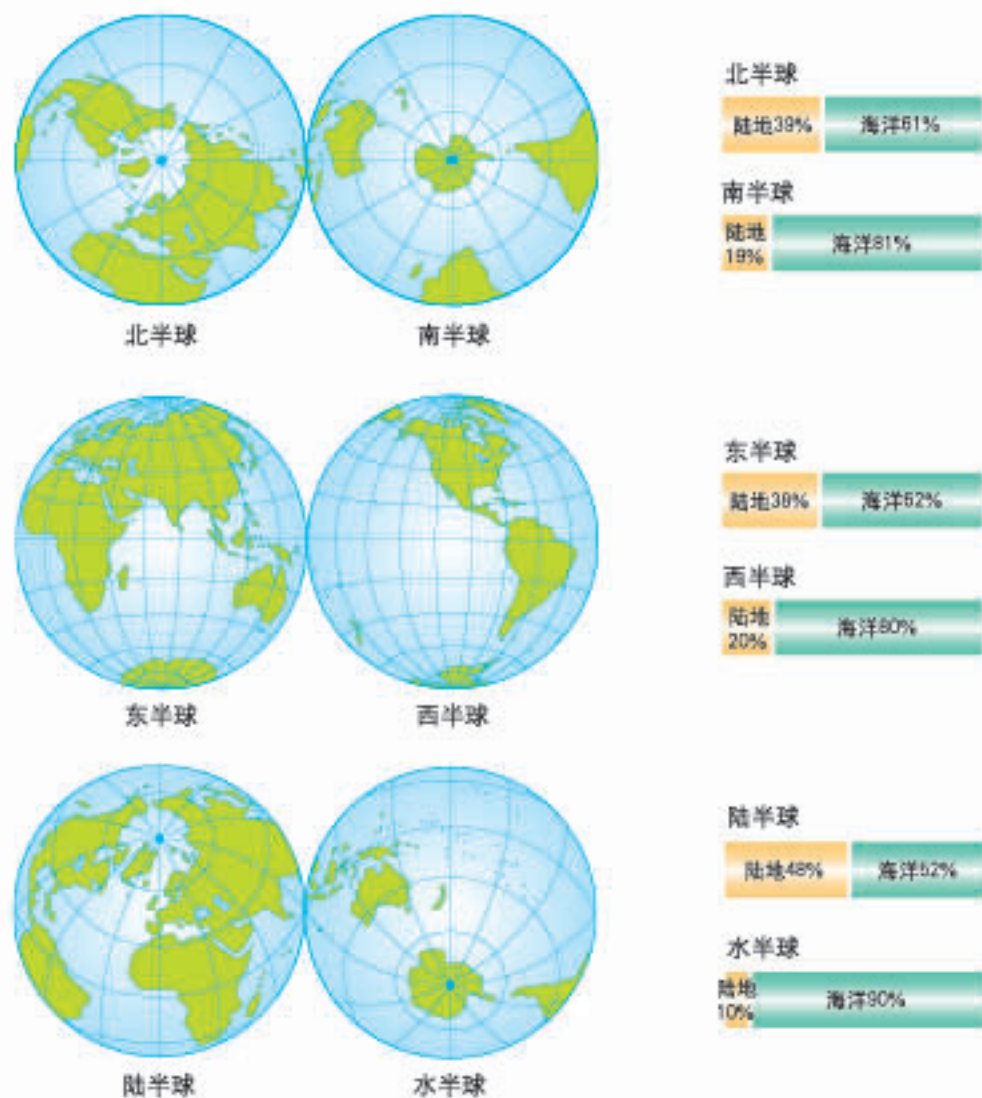 北半球
陆地39%
海洋61%
南半球
陆地
19%
海洋81%
北半球
南半球
东半球
陆地38%
海洋62%
西半球
陆地
20%
海洋80%
东半球
西半球
陆半球
陆地48%
海洋52%
水半球
陆地
10%
海洋90%
陆半球
水半球